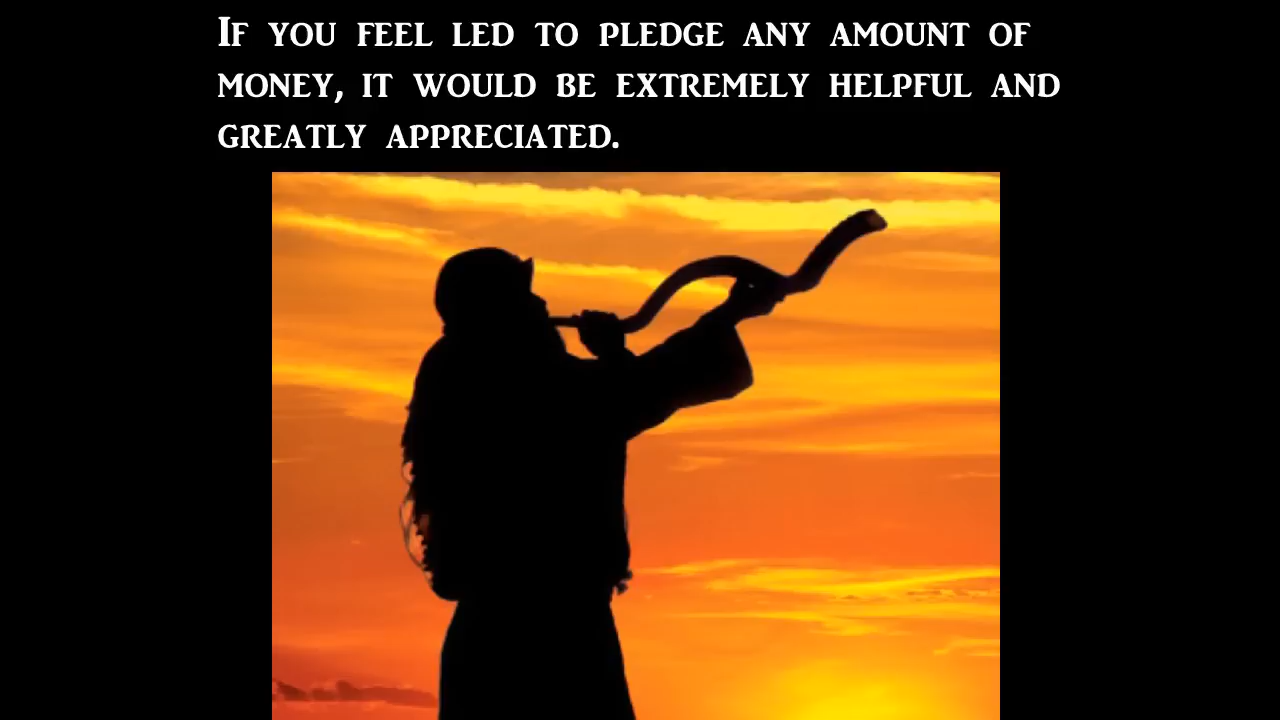 If you feel led to pledge any amount of
money, it would be extremely helpful and
greatly appreciated.